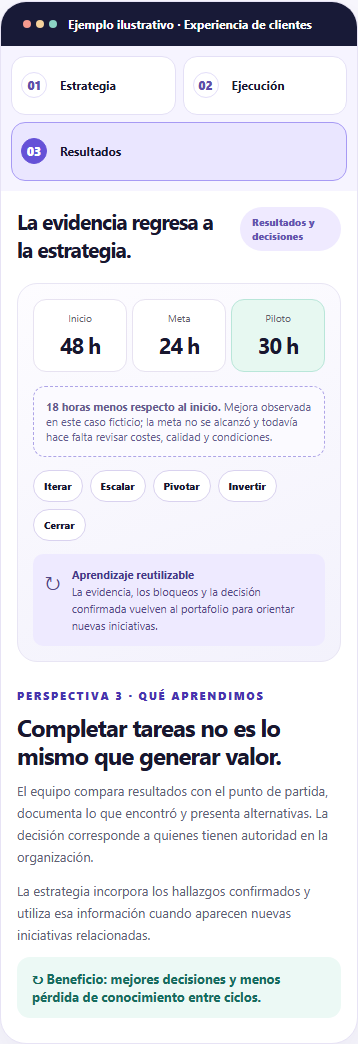 Ejemplo ilustrativo · Experiencia de clientes
01 Estrategia
02 Ejecución
03 Resultados
La evidencia regresa a
la estrategia.
Resultados y
decisiones
Inicio
48 h
Meta
24 h
Piloto
30 h
18 horas menos respecto al inicio. Mejora observada
en este caso ficticio; la meta no se alcanzó y todavía
hace falta revisar costes, calidad y condiciones.
Iterar
Escalar
Pivotar
Invertir
Cerrar
↻ Aprendizaje reutilizable
La evidencia, los bloqueos y la decisión
confirmada vuelven al portafolio para orientar
nuevas iniciativas.
PERSPECTIVA 3 · QUÉ APRENDIMOS
Completar tareas no es lo
mismo que generar valor.
El equipo compara resultados con el punto de partida,
documenta lo que encontró y presenta alternativas. La
decisión corresponde a quienes tienen autoridad en la
organización.
La estrategia incorpora los hallazgos confirmados y
utiliza esa información cuando aparecen nuevas
iniciativas relacionadas.
↻ Beneficio: mejores decisiones y menos
pérdida de conocimiento entre ciclos.